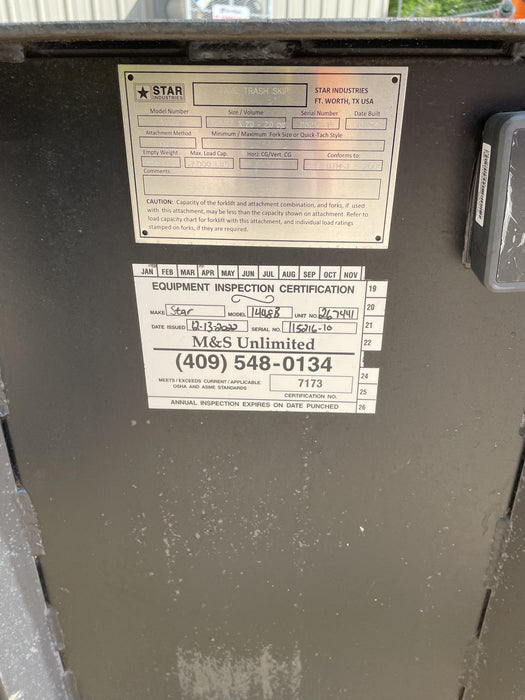 STAR
INDUSTRIES
TRASH SKIP
STAR INDUSTRIES
FT. WORTH, TX USA
Model Number Size / Volume Serial Number Date Built
Attachment Method Minimum / Maximum Fork Size or Quick-Tach Style
Empty Weight Max. Load Cap. Horiz. CG/Vert. CG Conforms to:
Comments:
CAUTION: Capacity of the forklift and attachment combination, and forks, if used
with this attachment, may be less than the capacity shown on attachment. Refer to
load capacity chart for forklift with this attachment, and individual load ratings
stamped on forks, if they are required.
JAN FEB MAR APR MAY JUN JUL AUG SEP OCT NOV
EQUIPMENT INSPECTION CERTIFICATION 19
MAKE Star MODEL 1448B UNIT NO. 267441 20
DATE ISSUED 12-13-2022 SERIAL NO. 115216-10 21
M&S Unlimited 22
(409) 548-0134
MEETS / EXCEEDS CURRENT / APPLICABLE 7173 24
OSHA AND ASME STANDARDS CERTIFICATION NO. 25
ANNUAL INSPECTION EXPIRES ON DATE PUNCHED 26